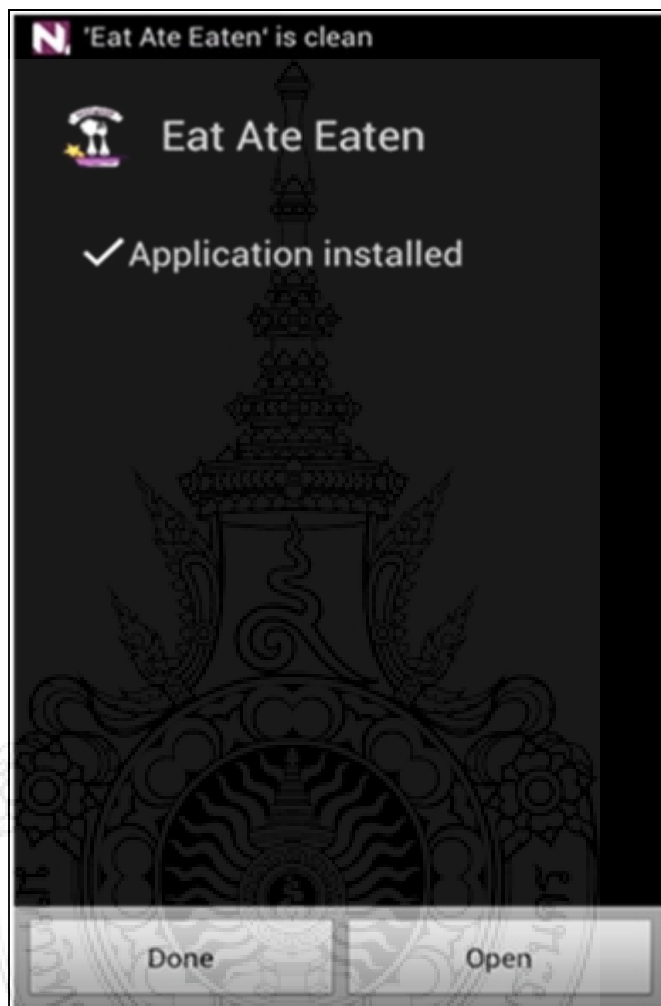 'Eat Ate Eaten' is clean
Eat Ate Eaten
Application installed
Done
Open